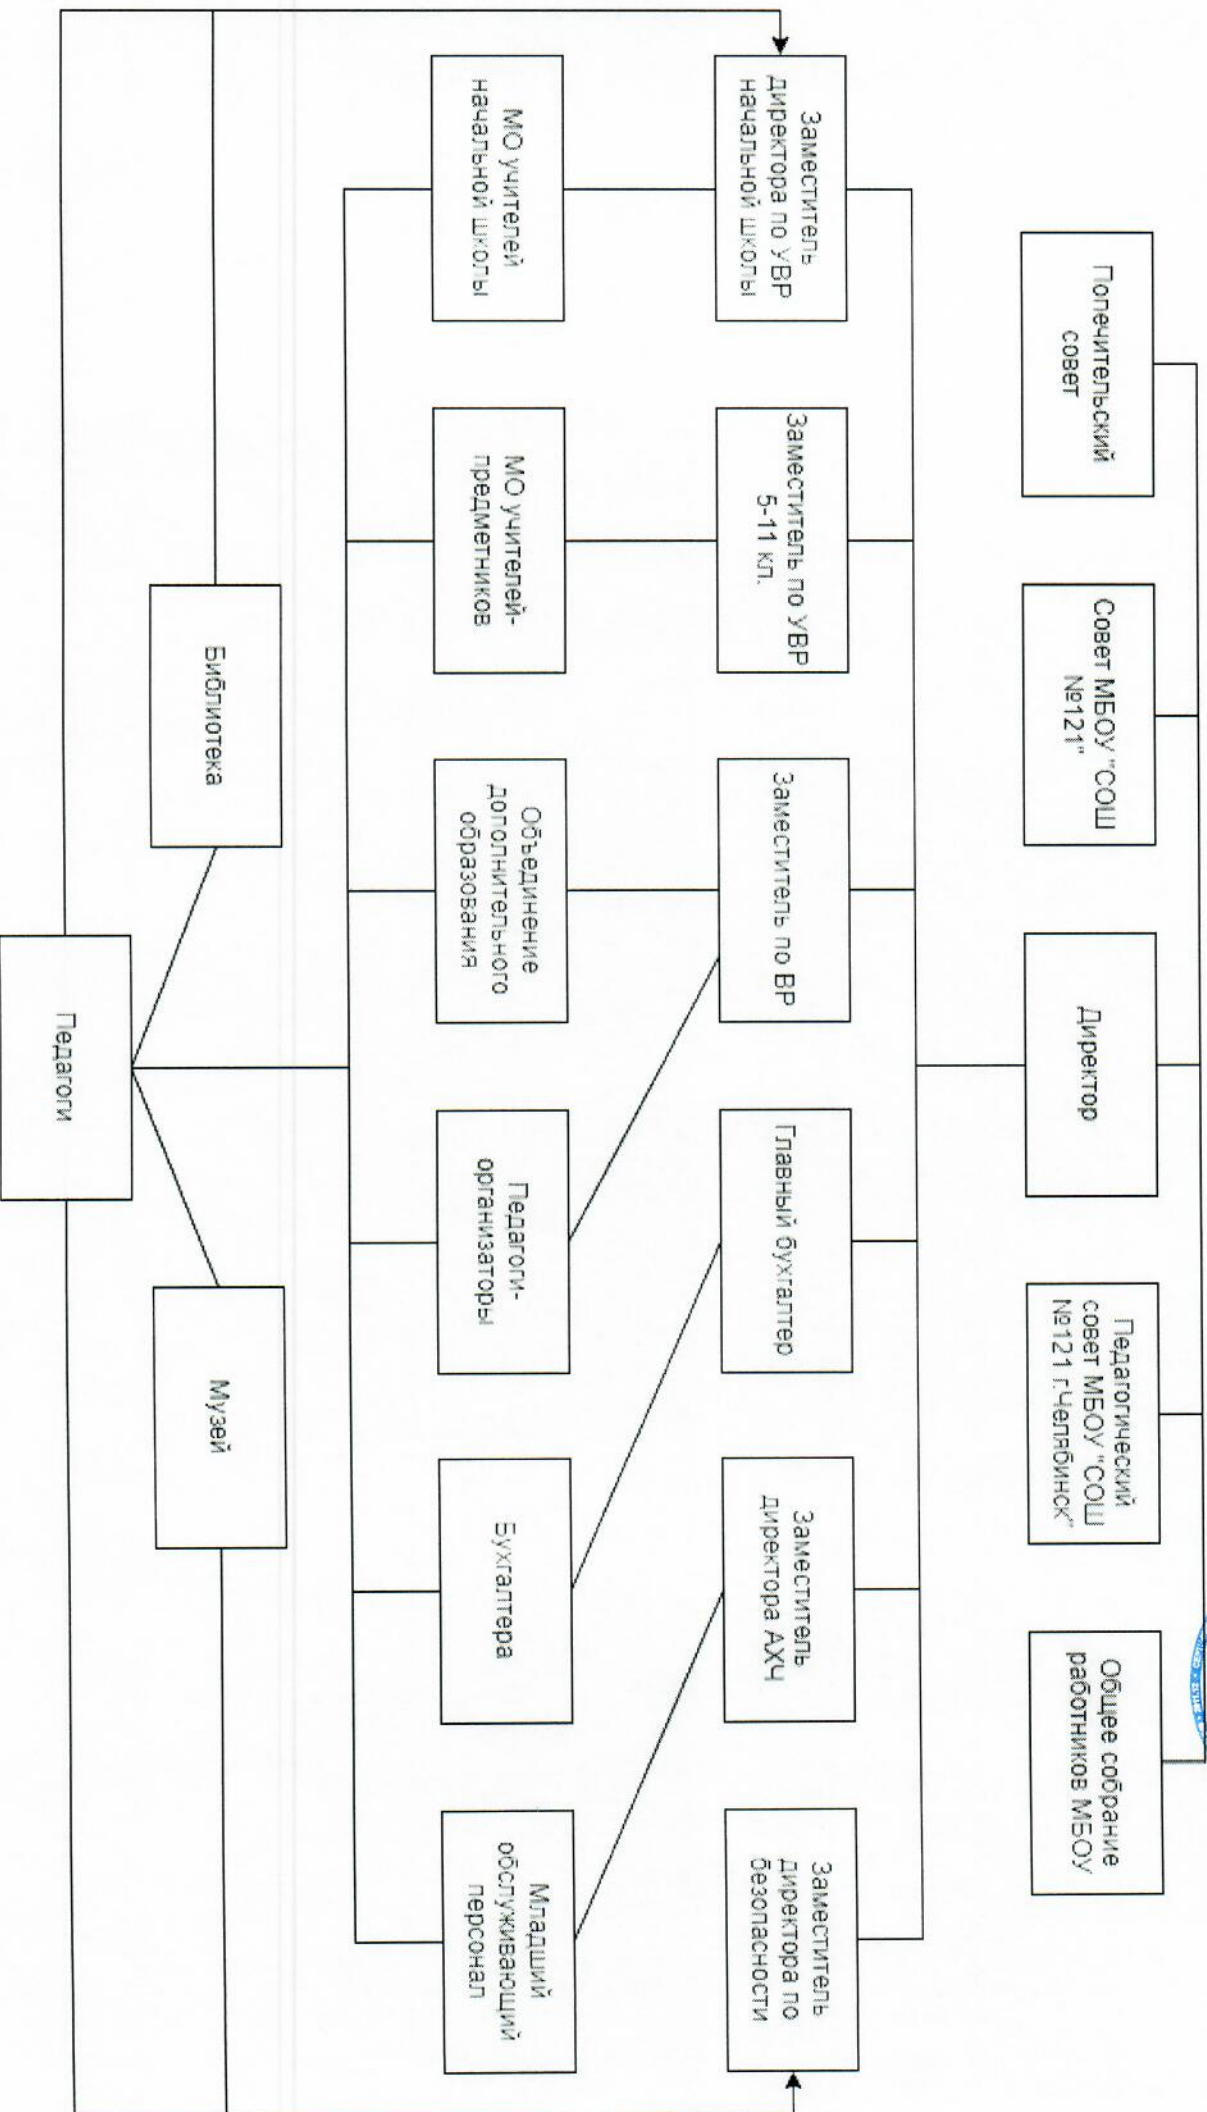 Попечительский
совет
Совет МБОУ "СОШ
№121"
Директор
Педагогический
совет МБОУ "СОШ
№121 г.Челябинск"
Общее собрание
работников МБОУ
Заместитель
директора по УВР
начальной школы
Заместитель по УВР
5-11 кл.
Заместитель по ВР
Главный бухгалтер
Заместитель
директора АХЧ
Заместитель
директора по
безопасности
МО учителей
начальной школы
МО учителей-
предметников
Объединение
дополнительного
образования
Педагоги-
организаторы
Бухгалтера
Младший
обслуживающий
персонал
Библиотека
Музей
Педагоги